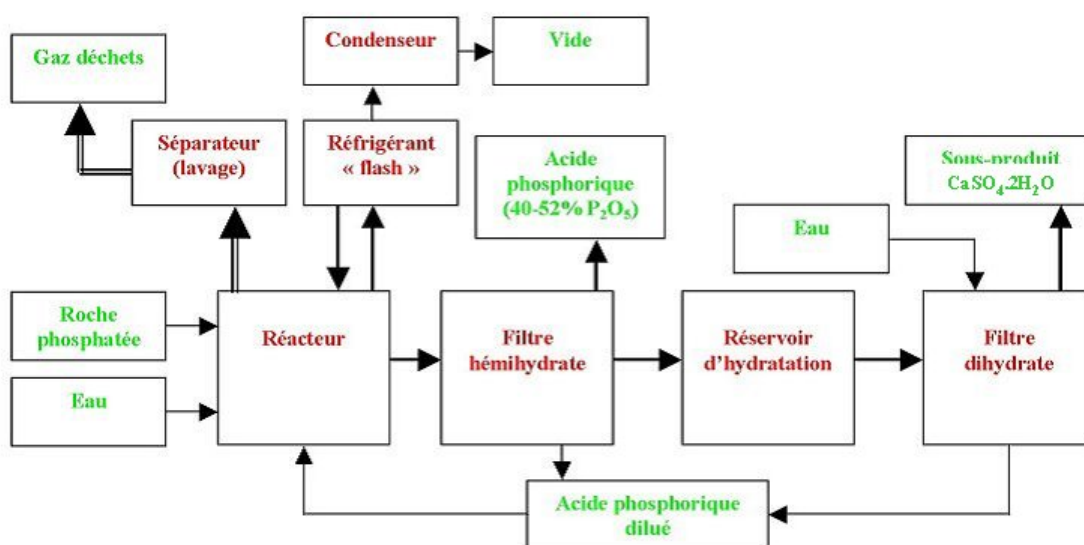 Gaz déchets
Condenseur
Vide
Séparateur
(lavage)
Réfrigérant
« flash »
Acide
phosphorique
(40-52% P₂O₅)
Sous-produit
CaSO₄.2H₂O
Eau
Roche
phosphatée
Eau
Réacteur
Filtre
hémihydrate
Réservoir
d’hydratation
Filtre
dihydrate
Acide phosphorique
dilué